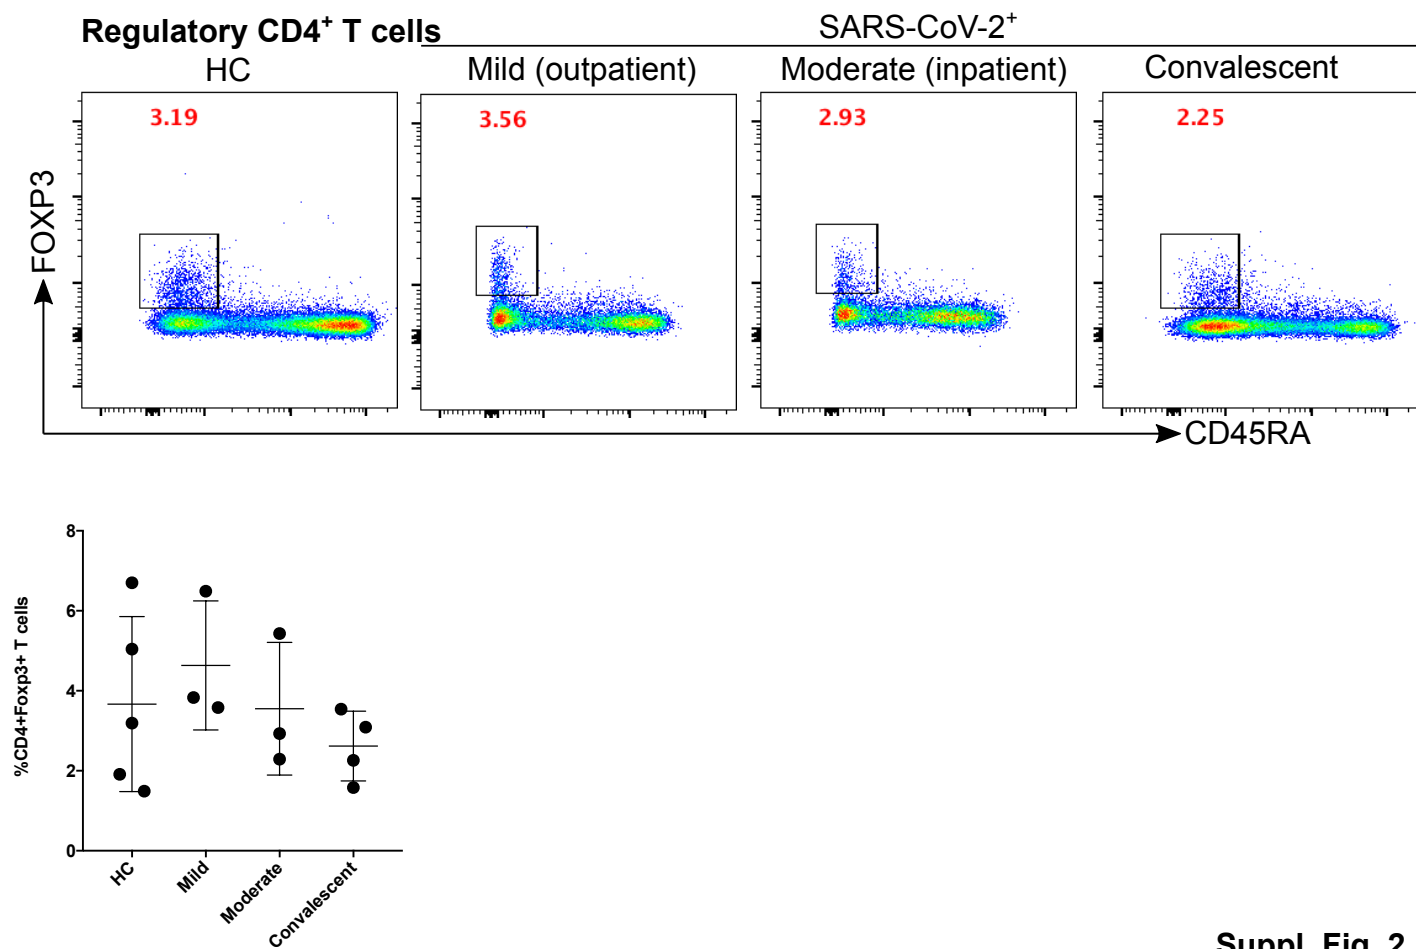 Regulatory CD4+ T cells
SARS-CoV-2+
HC
Mild (outpatient)
Moderate (inpatient)
Convalescent
3.19
3.56
2.93
2.25
FOXP3
CD45RA
8
6
4
2
0
%CD4+Foxp3+ T cells
HC
Mild
Moderate
Convalescent
Suppl. Fig. 2